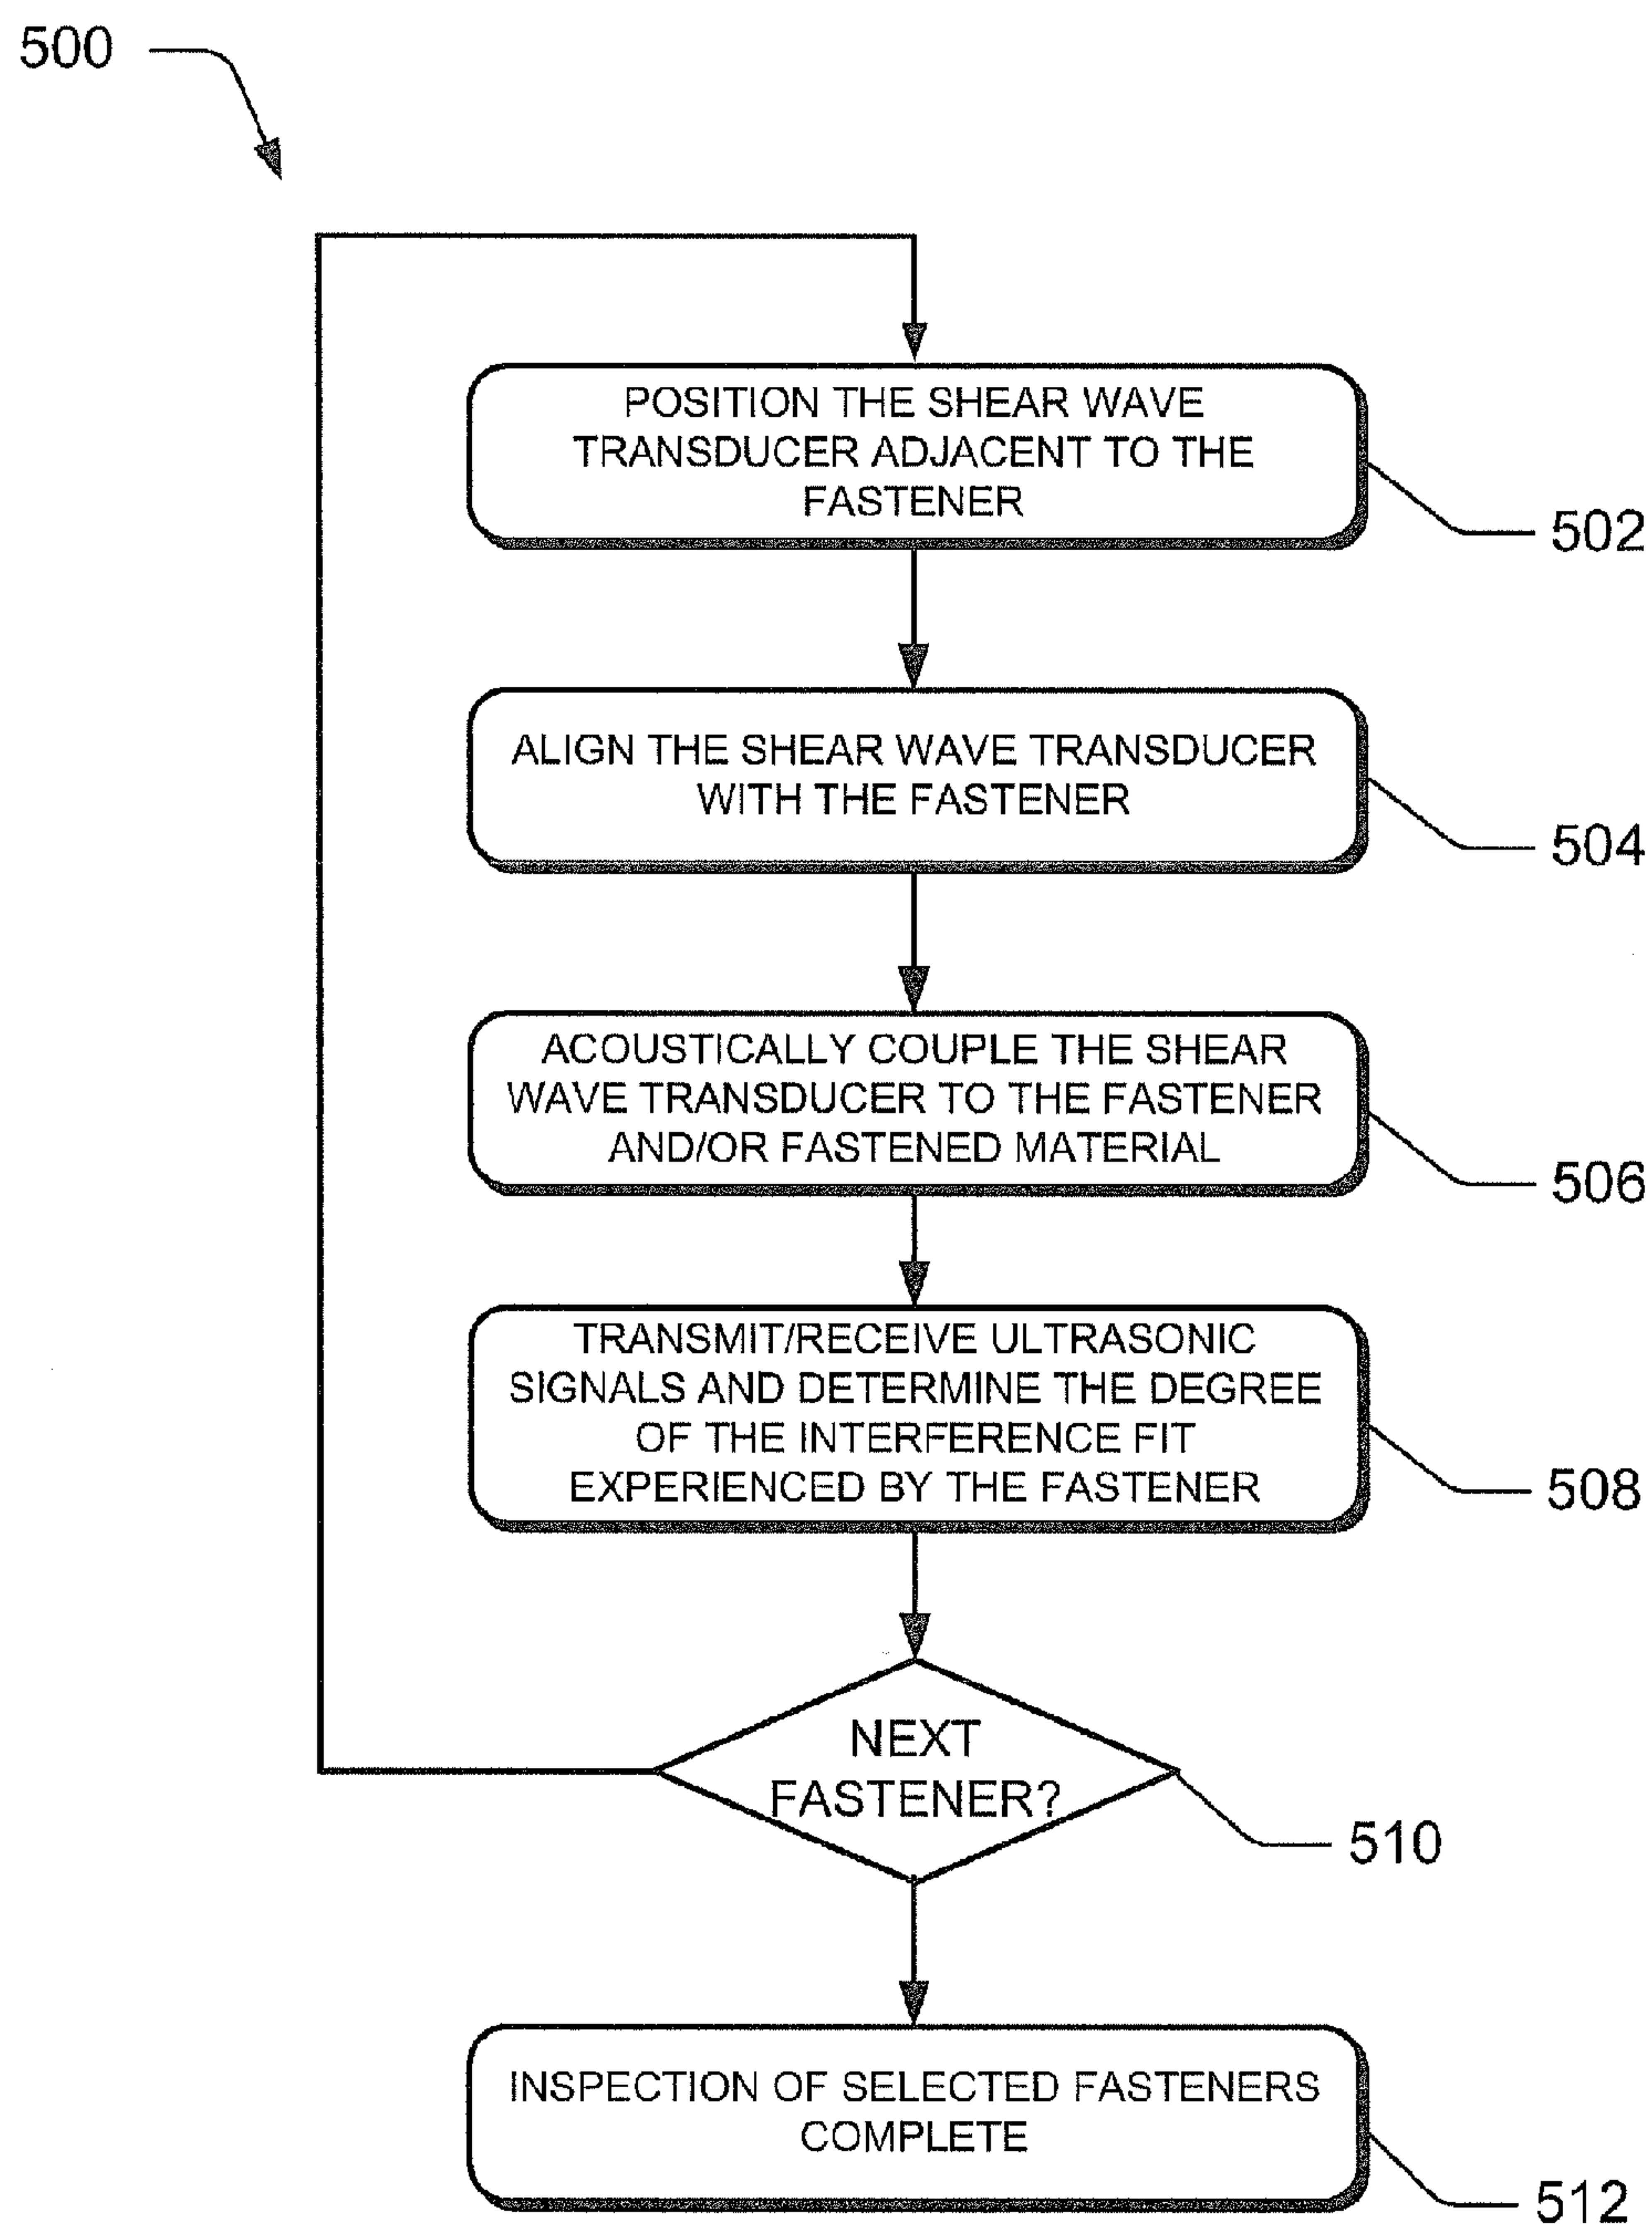 500
POSITION THE SHEAR WAVE
TRANSDUCER ADJACENT TO THE
FASTENER
502
ALIGN THE SHEAR WAVE TRANSDUCER
WITH THE FASTENER
504
ACOUSTICALLY COUPLE THE SHEAR
WAVE TRANSDUCER TO THE FASTENER
AND/OR FASTENED MATERIAL
506
TRANSMIT/RECEIVE ULTRASONIC
SIGNALS AND DETERMINE THE DEGREE
OF THE INTERFERENCE FIT
EXPERIENCED BY THE FASTENER
508
NEXT
FASTENER?
510
INSPECTION OF SELECTED FASTENERS
COMPLETE
512